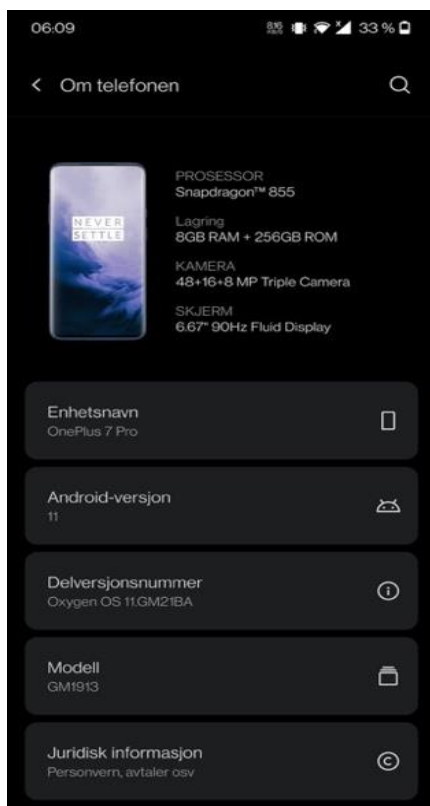 06:09 33 %
Om telefonen
NEVER
SETTLE
PROSESSOR
Snapdragon™ 855
Lagring
8GB RAM + 256GB ROM
KAMERA
48+16+8 MP Triple Camera
SKJERM
6.67" 90Hz Fluid Display
Enhetsnavn
OnePlus 7 Pro
Android-versjon
11
Delversjonsnummer
Oxygen OS 11.GM21BA
Modell
GM1913
Juridisk informasjon
Personvern, avtaler osv